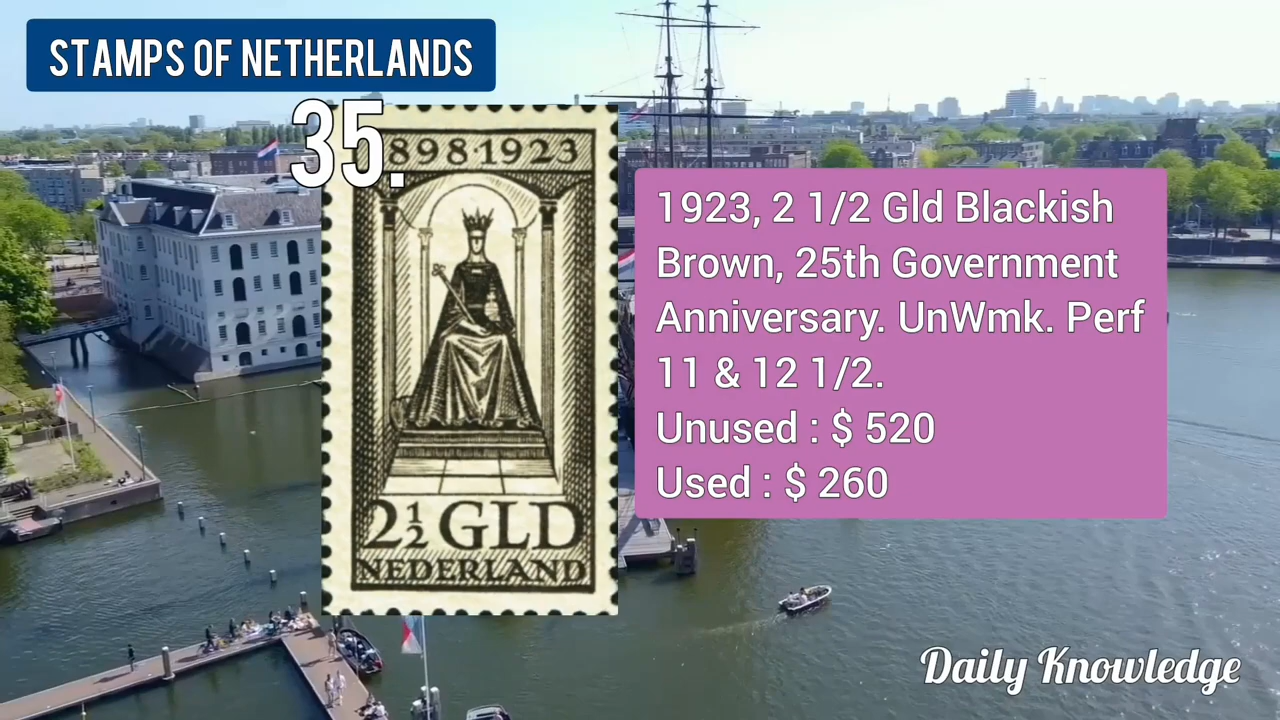 STAMPS OF NETHERLANDS
35.
898·1923
2½ GLD
NEDERLAND
1923, 2 1/2 Gld Blackish
Brown, 25th Government
Anniversary. UnWmk. Perf
11 & 12 1/2.
Unused : $ 520
Used : $ 260
Daily Knowledge